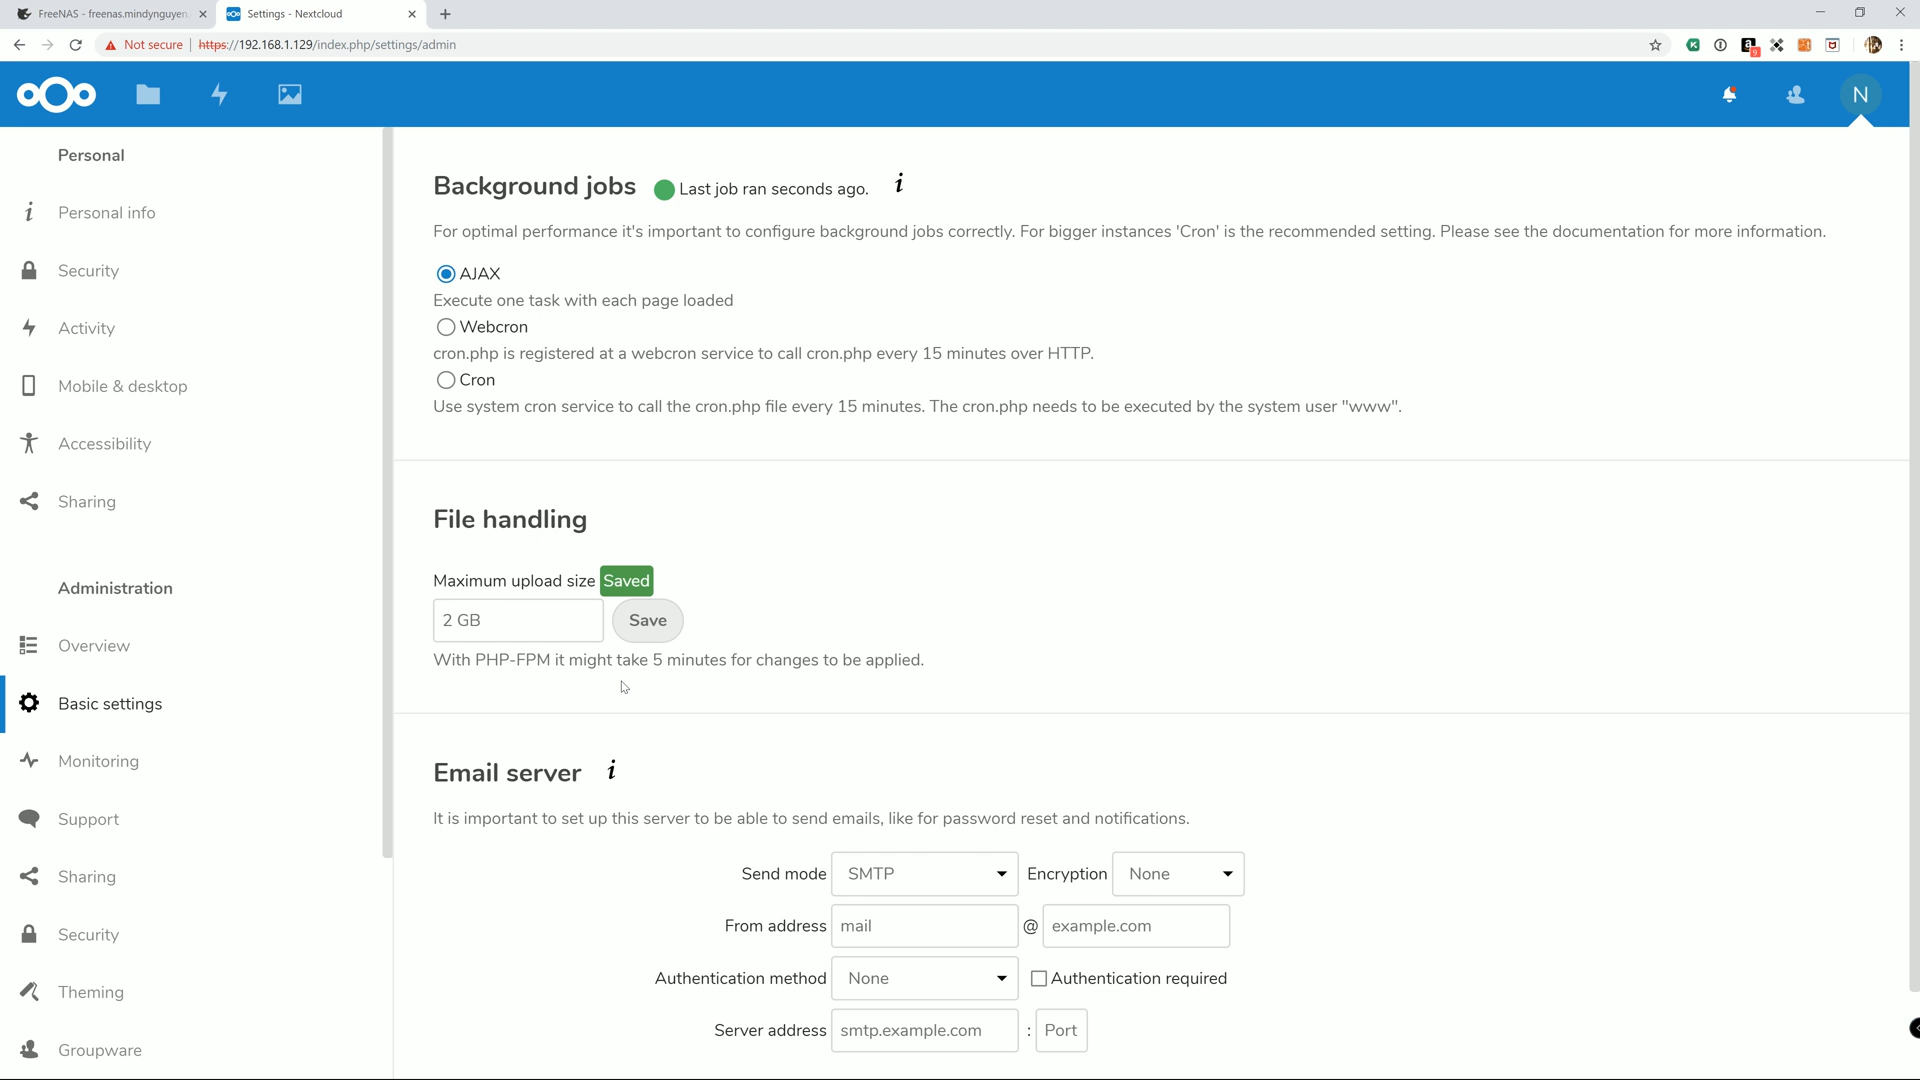 FreeNAS - freenas.mindynguyen.
Settings - Nextcloud
Not secure | https://192.168.1.129/index.php/settings/admin
9
N
Personal
Personal info
Security
Activity
Mobile & desktop
Accessibility
Sharing
Administration
Overview
Basic settings
Monitoring
Support
Sharing
Security
Theming
Groupware
Background jobs
Last job ran seconds ago.
For optimal performance it's important to configure background jobs correctly. For bigger instances 'Cron' is the recommended setting. Please see the documentation for more information.
AJAX
Execute one task with each page loaded
Webcron
cron.php is registered at a webcron service to call cron.php every 15 minutes over HTTP.
Cron
Use system cron service to call the cron.php file every 15 minutes. The cron.php needs to be executed by the system user "www".
File handling
Maximum upload size Saved
2 GB Save
With PHP-FPM it might take 5 minutes for changes to be applied.
Email server
It is important to set up this server to be able to send emails, like for password reset and notifications.
Send mode SMTP Encryption None
From address mail @ example.com
Authentication method None Authentication required
Server address smtp.example.com : Port